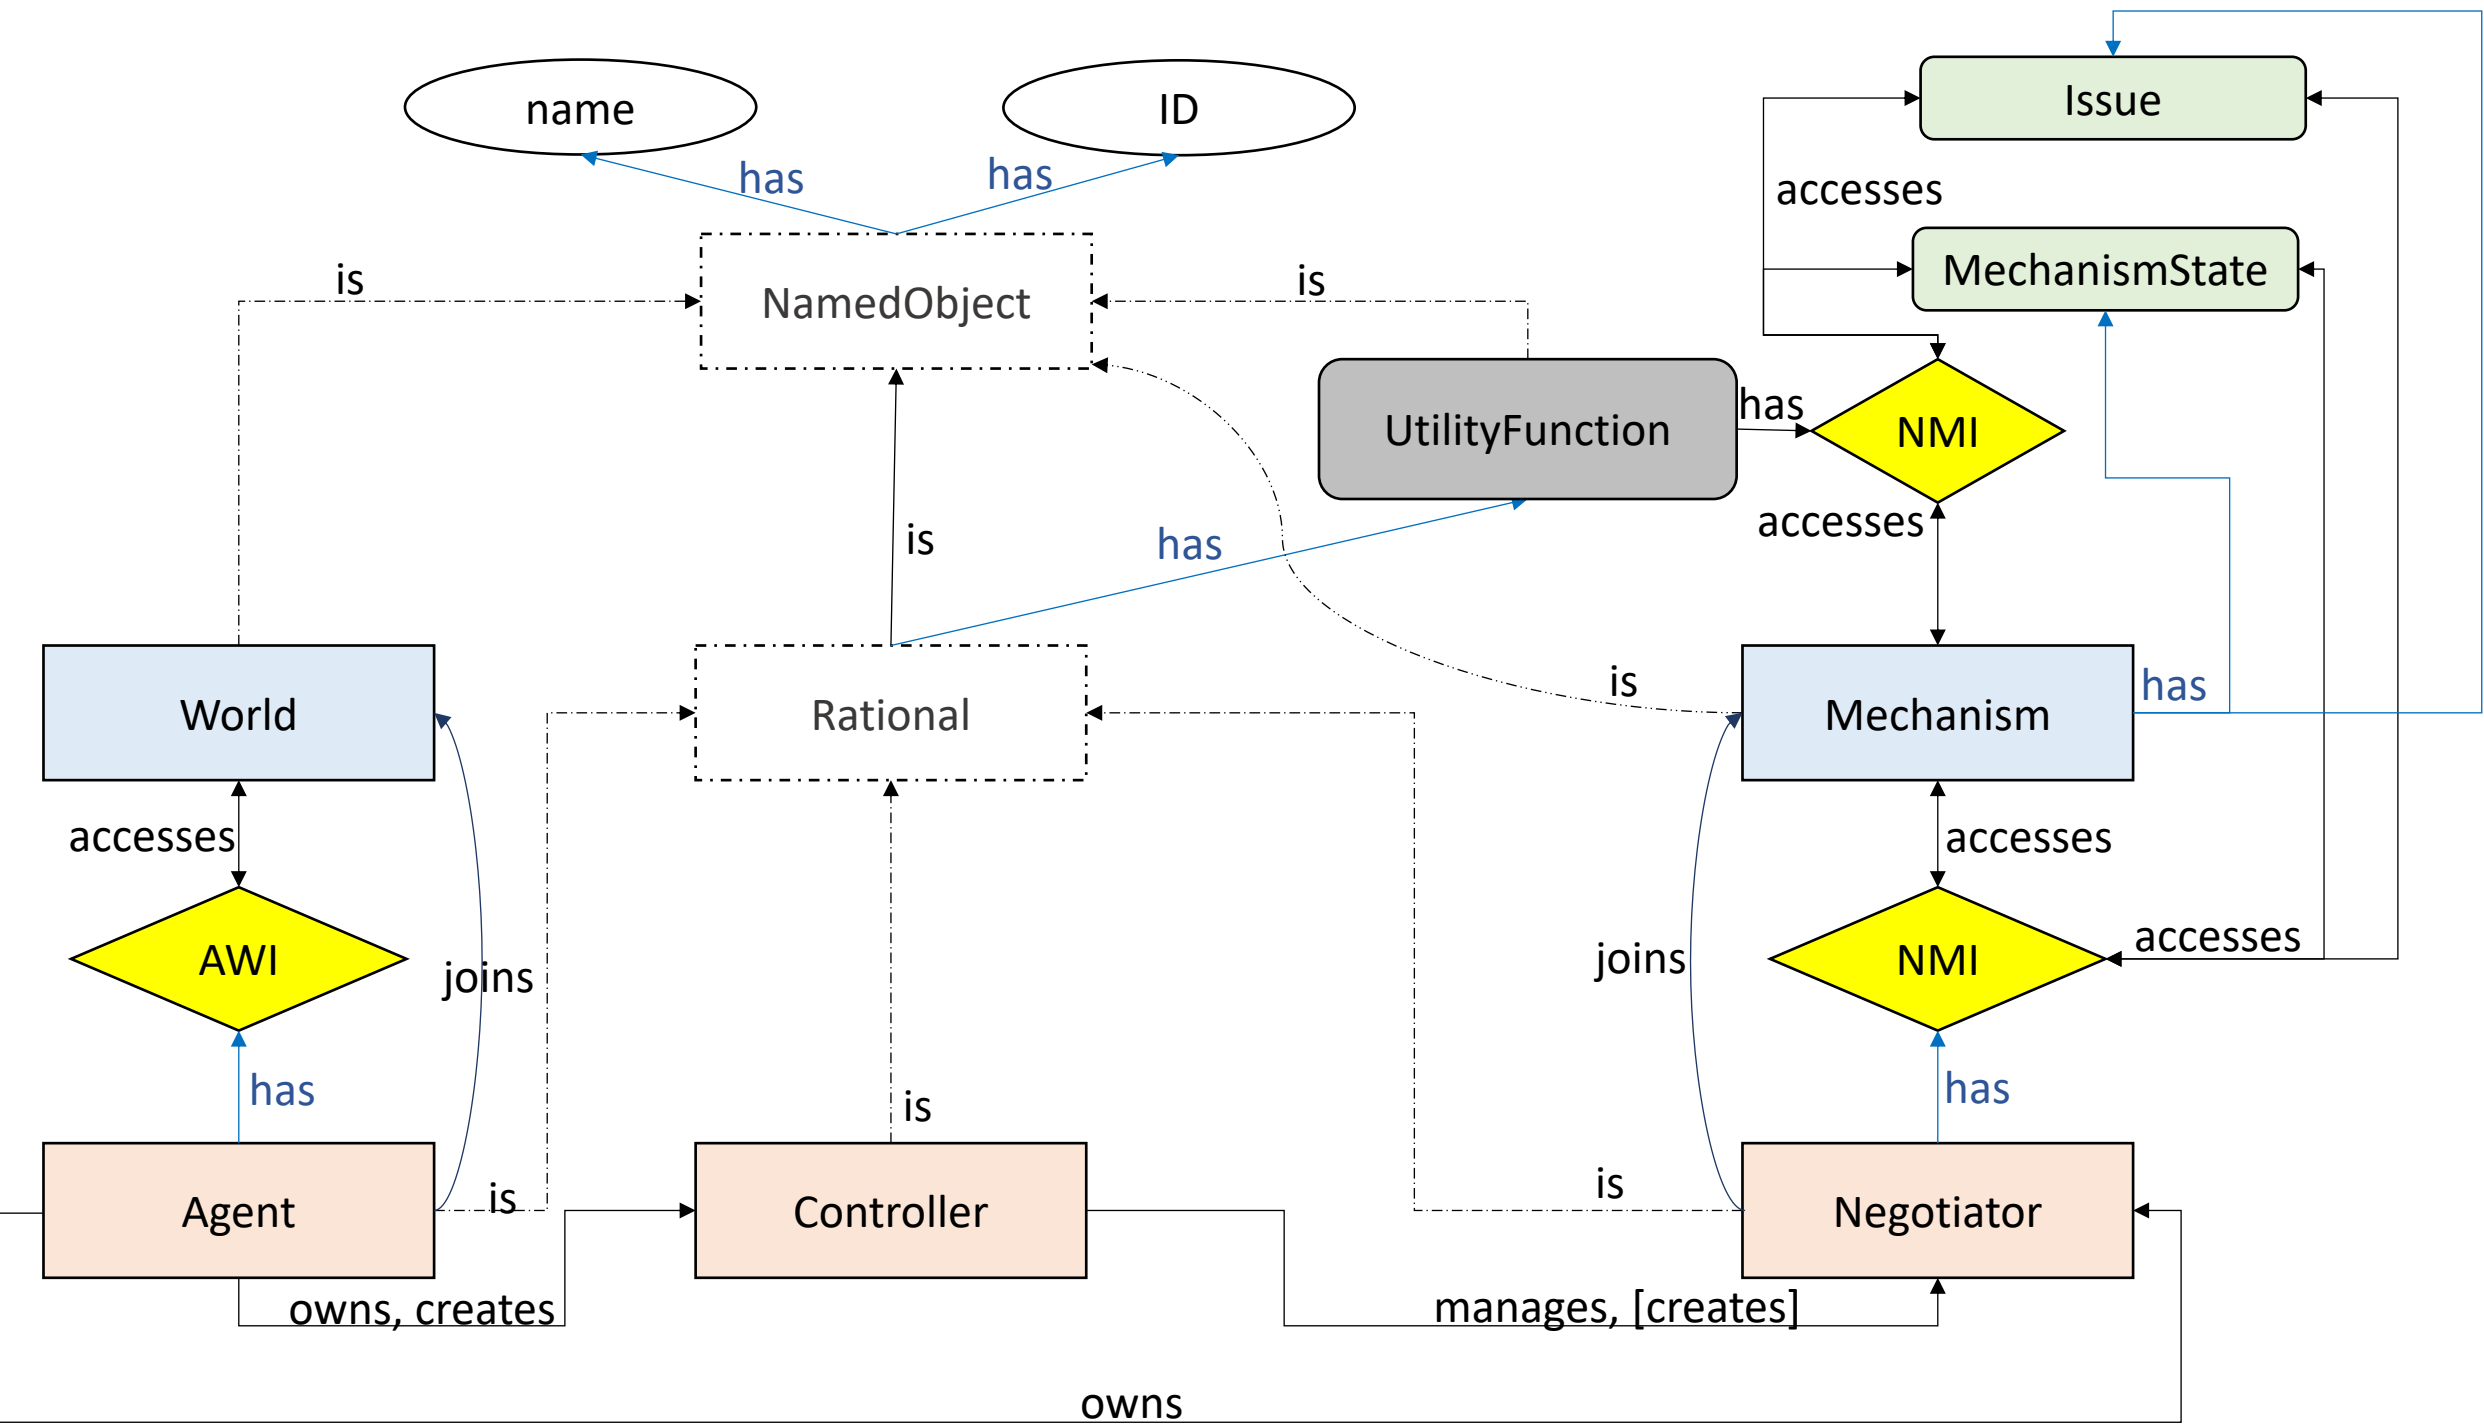 name
ID
Issue
has
has
accesses
is
NamedObject
is
MechanismState
UtilityFunction
has
NMI
is
has
accesses
World
Rational
is
Mechanism
has
accesses
accesses
AWI
joins
joins
NMI
accesses
has
is
has
Agent
is
Controller
is
Negotiator
owns, creates
manages, [creates]
owns